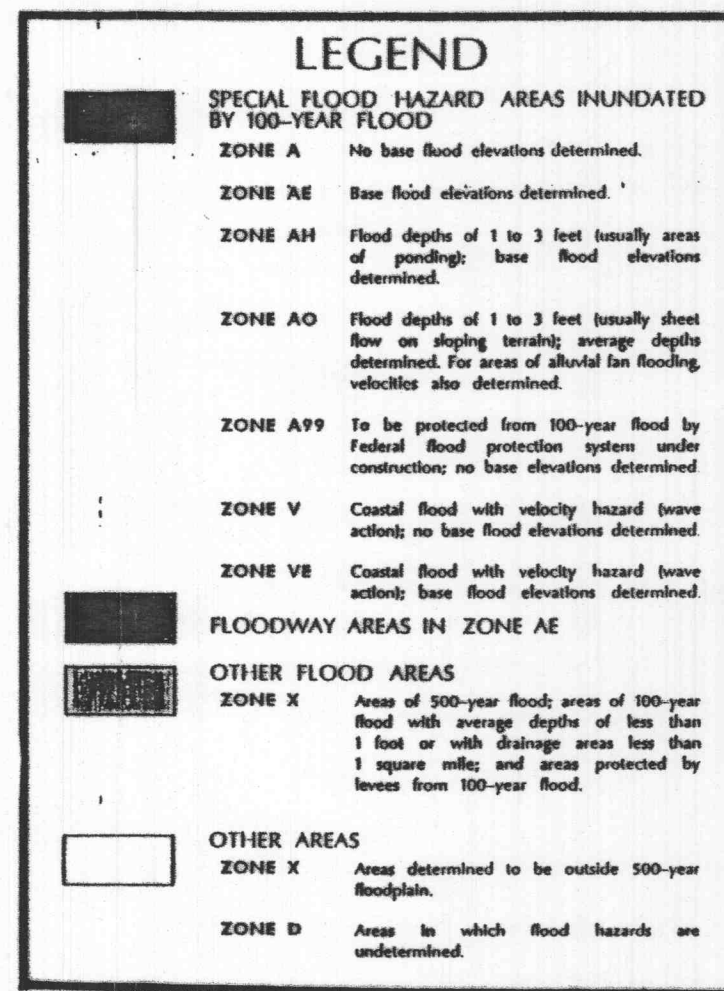 LEGEND
SPECIAL FLOOD HAZARD AREAS INUNDATED
BY 100-YEAR FLOOD
ZONE A No base flood elevations determined.
ZONE AE Base flood elevations determined.
ZONE AH Flood depths of 1 to 3 feet (usually areas
of ponding); base flood elevations
determined.
ZONE AO Flood depths of 1 to 3 feet (usually sheet
flow on sloping terrain); average depths
determined. For areas of alluvial fan flooding,
velocities also determined.
ZONE A99 To be protected from 100-year flood by
Federal flood protection system under
construction; no base elevations determined.
ZONE V Coastal flood with velocity hazard (wave
action); no base flood elevations determined.
ZONE VE Coastal flood with velocity hazard (wave
action); base flood elevations determined.
FLOODWAY AREAS IN ZONE AE
OTHER FLOOD AREAS
ZONE X Areas of 500-year flood; areas of 100-year
flood with average depths of less than
1 foot or with drainage areas less than
1 square mile; and areas protected by
levees from 100-year flood.
OTHER AREAS
ZONE X Areas determined to be outside 500-year
floodplain.
ZONE D Areas in which flood hazards are
undetermined.